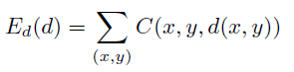 E_d(d) = \sum_{(x,y)} C(x, y, d(x, y))